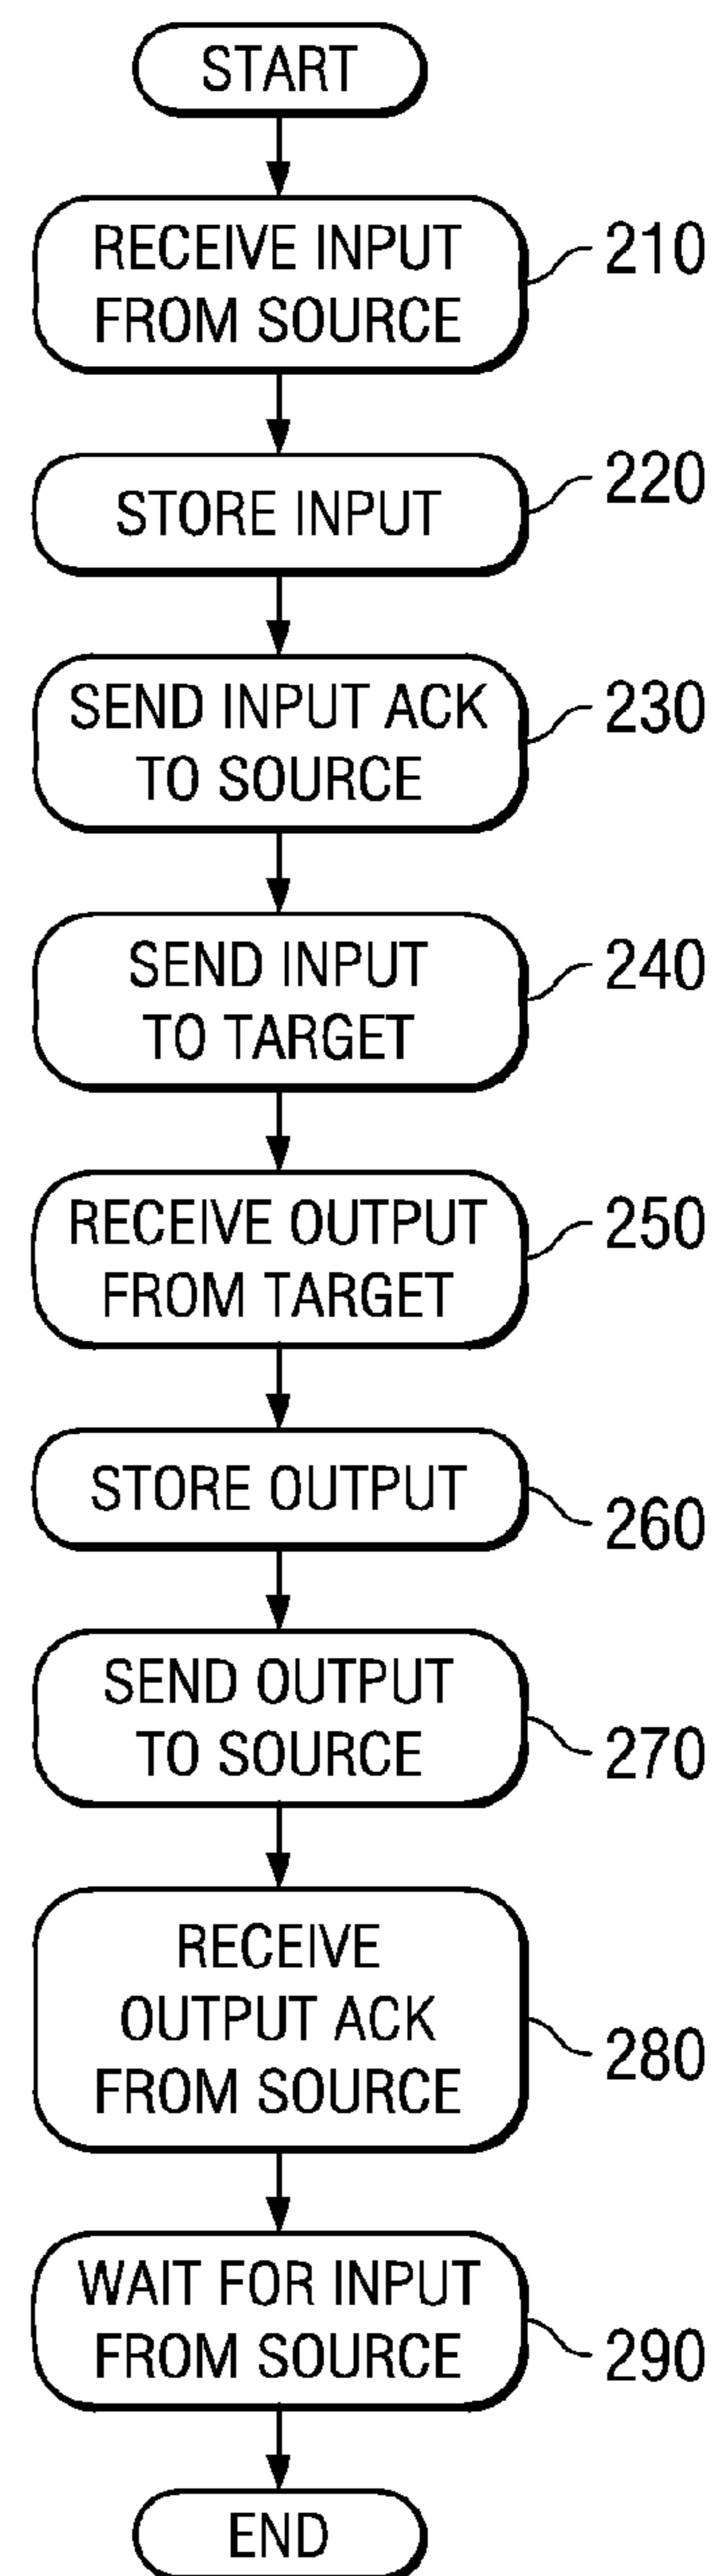 START
RECEIVE INPUT
FROM SOURCE
210
STORE INPUT
220
SEND INPUT ACK
TO SOURCE
230
SEND INPUT
TO TARGET
240
RECEIVE OUTPUT
FROM TARGET
250
STORE OUTPUT
260
SEND OUTPUT
TO SOURCE
270
RECEIVE
OUTPUT ACK
FROM SOURCE
280
WAIT FOR INPUT
FROM SOURCE
290
END